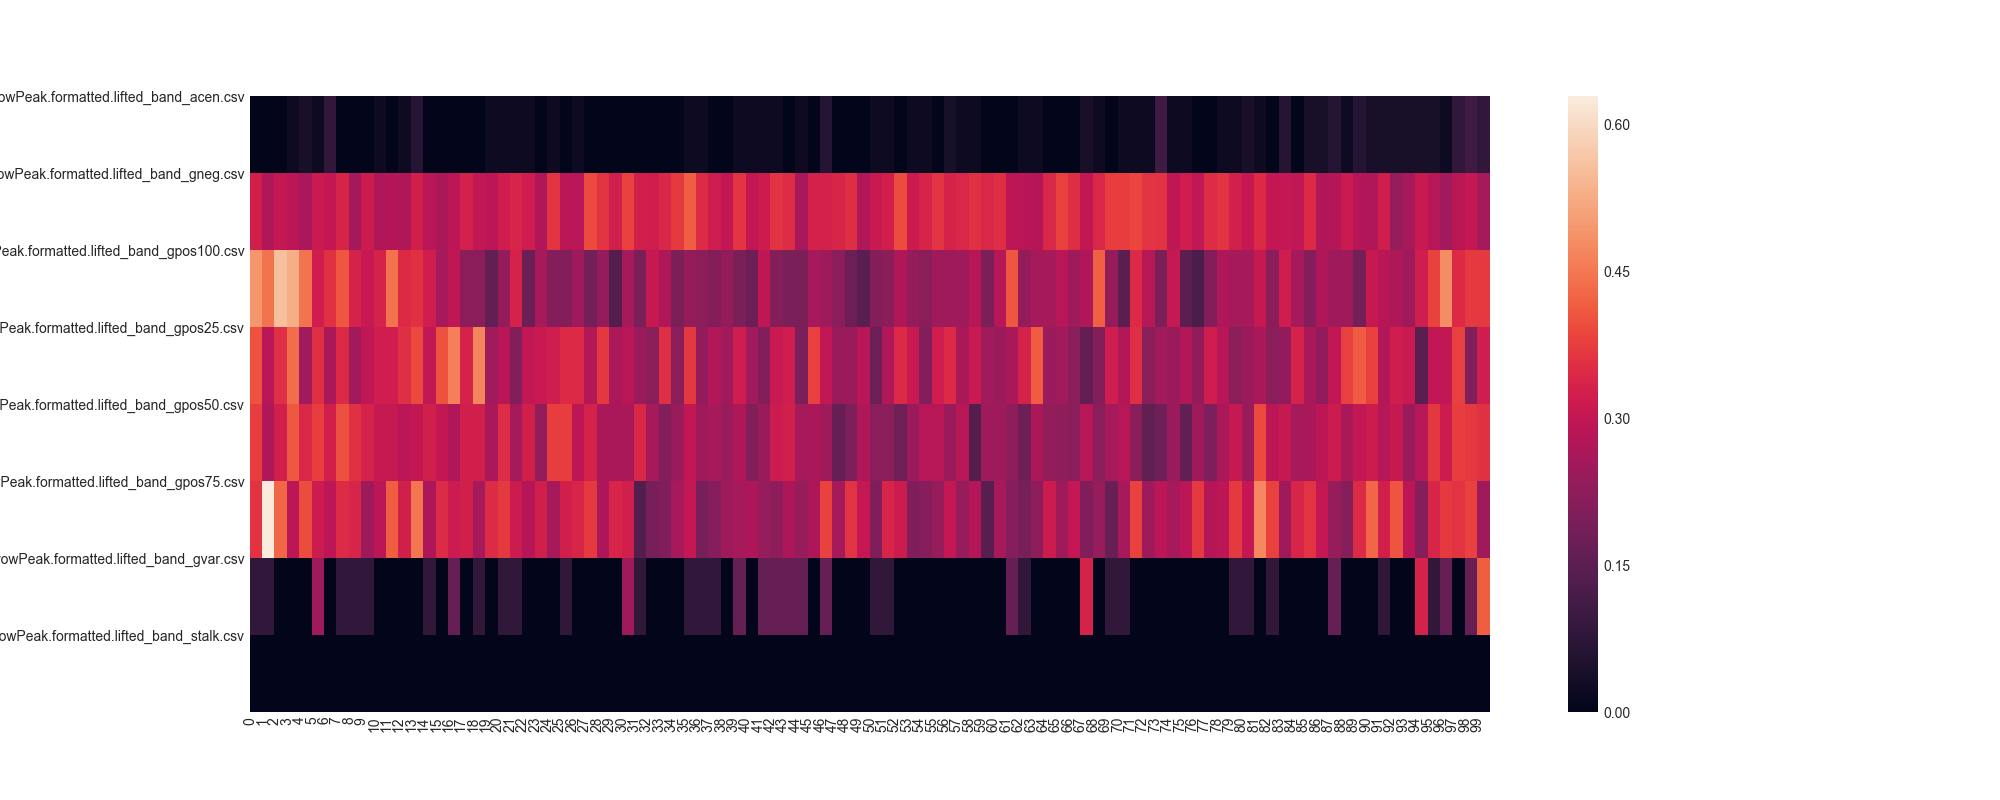 owPeak.formatted.lifted_band_acen.csv
owPeak.formatted.lifted_band_gneg.csv
Peak.formatted.lifted_band_gpos100.csv
Peak.formatted.lifted_band_gpos25.csv
Peak.formatted.lifted_band_gpos50.csv
Peak.formatted.lifted_band_gpos75.csv
owPeak.formatted.lifted_band_gvar.csv
owPeak.formatted.lifted_band_stalk.csv
0 1 2 3 4 5 6 7 8 9 10 11 12 13 14 15 16 17 18 19 20 21 22 23 24 25 26 27 28 29 30 31 32 33 34 35 36 37 38 39 40 41 42 43 44 45 46 47 48 49 50 51 52 53 54 55 56 57 58 59 60 61 62 63 64 65 66 67 68 69 70 71 72 73 74 75 76 77 78 79 80 81 82 83 84 85 86 87 88 89 90 91 92 93 94 95 96 97 98 99
0.60
0.45
0.30
0.15
0.00